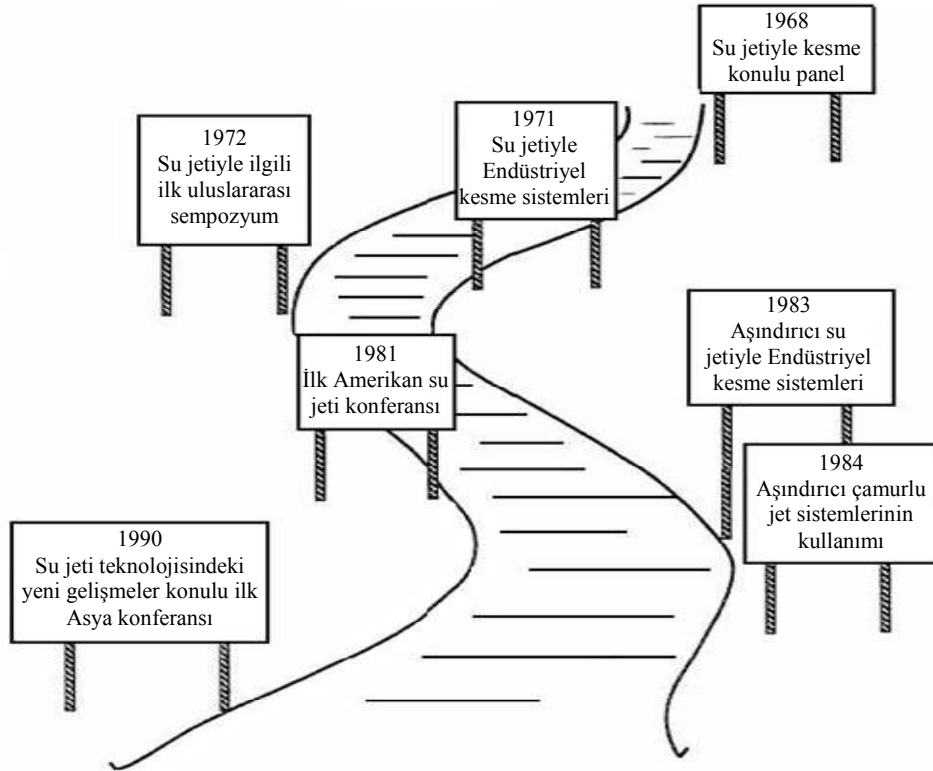 1968
Su jetiyle kesme
konulu panel
1971
Su jetiyle
Endüstriyel
kesme sistemleri
1972
Su jetiyle ilgili
ilk uluslararası
sempozyum
1981
İlk Amerikan su
jeti konferansı
1983
Aşındırıcı su
jetiyle Endüstriyel
kesme sistemleri
1984
Aşındırıcı çamurlu
jet sistemlerinin
kullanımı
1990
Su jeti teknolojisindeki
yeni gelişmeler konulu ilk
Asya konferansı